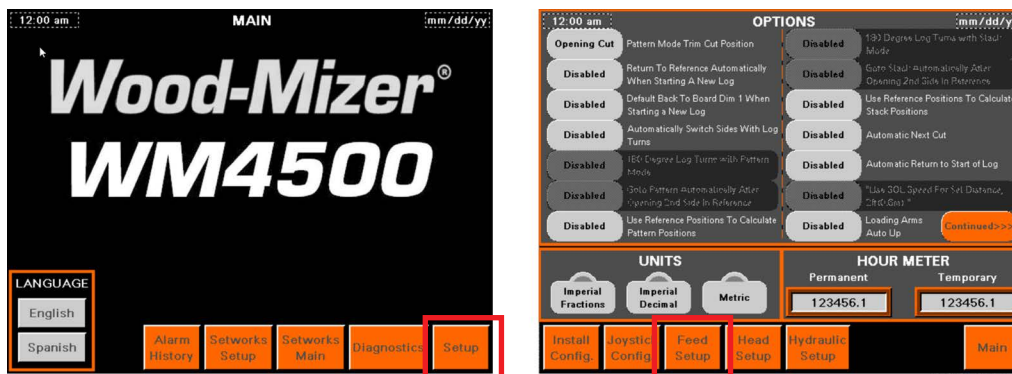 12:00 am
MAIN
mm/dd/yy
Wood-Mizer®
WM4500
LANGUAGE
English
Spanish
Alarm
History
Setworks
Setup
Setworks
Main
Diagnostics
Setup
12:00 am
OPTIONS
mm/dd/y
Opening Cut
Pattern Mode Trim Cut Position
Disabled
Return To Reference Automatically
When Starting A New Log
Disabled
Default Back To Board Dim 1 When
Starting a New Log
Disabled
Automatically Switch Sides With Log
Turns
Disabled
180 Degree Log Turns with Pattern
Mode
Disabled
Goto Pattern Automatically After
Opening 2nd Side In Reference
Disabled
Use Reference Positions To Calculate
Pattern Positions
Disabled
180 Degree Log Turns with Stack
Mode
Disabled
Goto Stack Automatically After
Opening 2nd Side In Reference
Disabled
Use Reference Positions To Calculat
Stack Positions
Disabled
Automatic Next Cut
Disabled
Automatic Return to Start of Log
Disabled
"Use SOL Speed For Set Distance,
Disabled
Loading Arms
Auto Up
Continued>>>
UNITS
Imperial
Fractions
Imperial
Decimal
Metric
HOUR METER
Permanent
Temporary
123456.1
123456.1
Install
Config.
Joystic
Config
Feed
Setup
Head
Setup
Hydraulic
Setup
Main